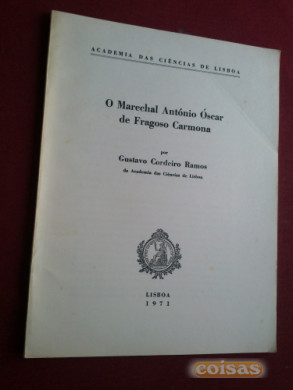 ACADEMIA DAS CIÊNCIAS DE LISBOA
O Marechal António Óscar
de Fragoso Carmona
por
Gustavo Cordeiro Ramos
da Academia das Ciências de Lisboa
LISBOA
1971
coisas